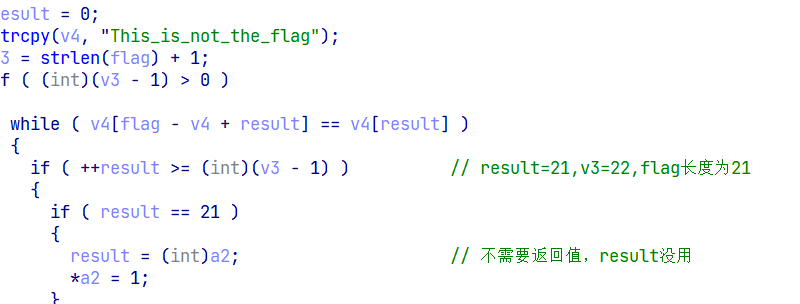 esult = 0;
trcpy(v4, "This_is_not_the_flag");
3 = strlen(flag) + 1;
f ( (int)(v3 - 1) > 0 )
while ( v4[flag - v4 + result] == v4[result] )
{
if ( ++result >= (int)(v3 - 1) ) // result=21,v3=22,flag长度为21
{
if ( result == 21 )
{
result = (int)a2; // 不需要返回值，result没用
*a2 = 1;
}